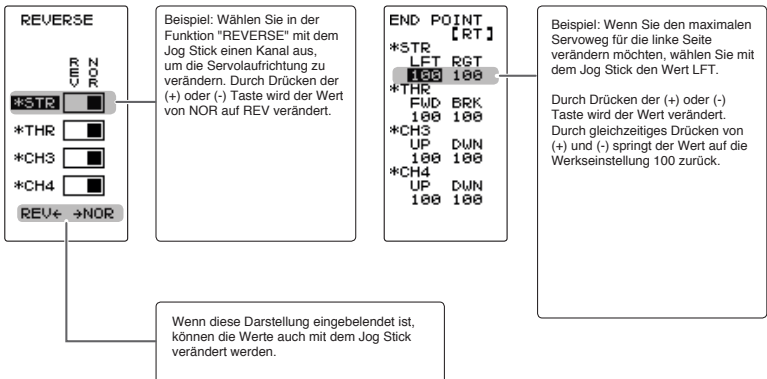 REVERSE
REV NOR
*STR
*THR
*CH3
*CH4
REV← →NOR
Beispiel: Wählen Sie in der
Funktion "REVERSE" mit dem
Jog Stick einen Kanal aus,
um die Servolaufrichtung zu
verändern. Durch Drücken der
(+) oder (-) Taste wird der Wert
von NOR auf REV verändert.
Wenn diese Darstellung eingebelendet ist,
können die Werte auch mit dem Jog Stick
verändert werden.
END POINT
[RT]
*STR
LFT RGT
100 100
*THR
FWD BRK
100 100
*CH3
UP DWN
100 100
*CH4
UP DWN
100 100
Beispiel: Wenn Sie den maximalen
Servoweg für die linke Seite
verändern möchten, wählen Sie mit
dem Jog Stick den Wert LFT.
Durch Drücken der (+) oder (-)
Taste wird der Wert verändert.
Durch gleichzeitiges Drücken von
(+) und (-) springt der Wert auf die
Werkseinstellung 100 zurück.